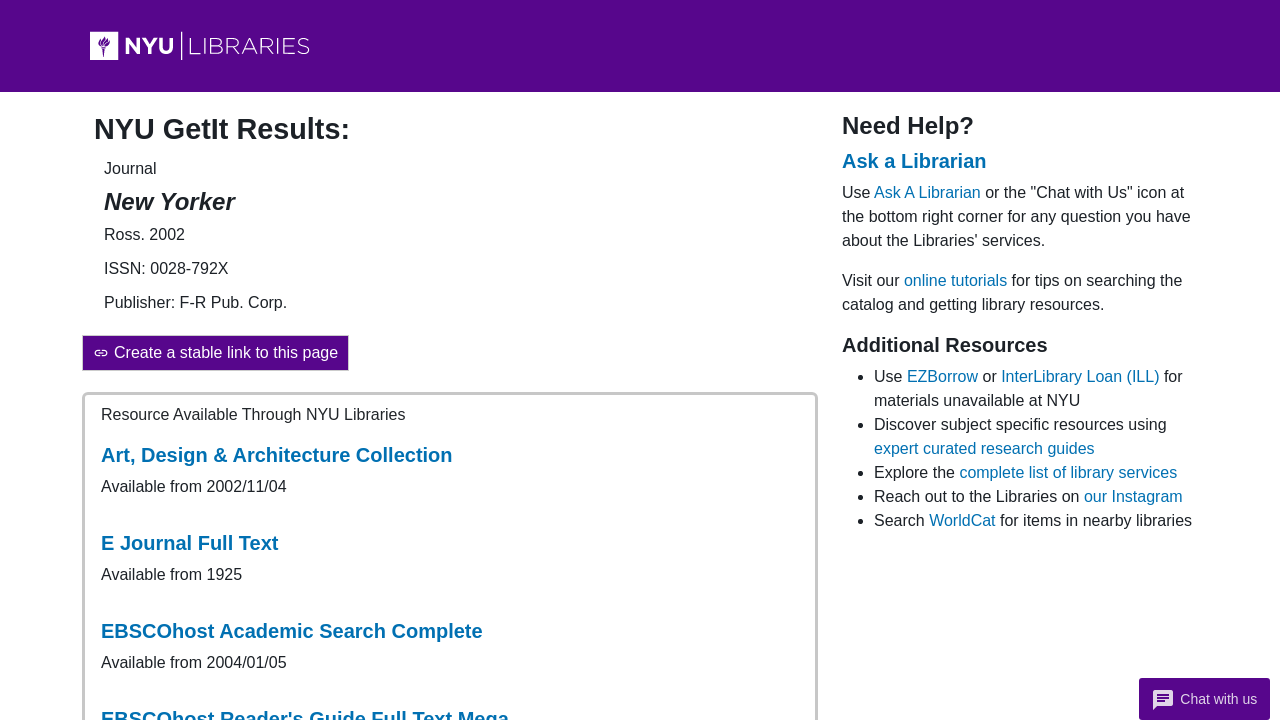 NYU LIBRARIES
NYU GetIt Results:
Journal
New Yorker
Ross. 2002
ISSN: 0028-792X
Publisher: F-R Pub. Corp.
Create a stable link to this page
Resource Available Through NYU Libraries
Art, Design & Architecture Collection
Available from 2002/11/04
E Journal Full Text
Available from 1925
EBSCOhost Academic Search Complete
Available from 2004/01/05
EBSCOhost Reader's Guide Full Text Mega
Need Help?
Ask a Librarian
Use Ask A Librarian or the "Chat with Us" icon at
the bottom right corner for any question you have
about the Libraries' services.
Visit our online tutorials for tips on searching the
catalog and getting library resources.
Additional Resources
Use EZBorrow or InterLibrary Loan (ILL) for
materials unavailable at NYU
Discover subject specific resources using
expert curated research guides
Explore the complete list of library services
Reach out to the Libraries on our Instagram
Search WorldCat for items in nearby libraries
Chat with us